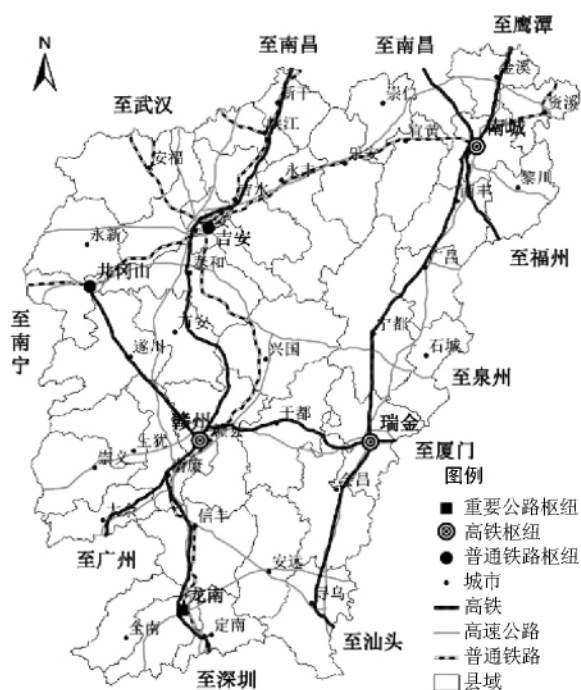 至鹰潭
至南昌
至南昌
N
金溪
崇仁
资溪
新干
至武汉
峡江
宜黄
南城
乐安
安福
永丰
黎川
吉水
南丰
永新
吉安
至福州
井冈山
泰和
昌
宁都
至南宁
万安
石城
遂川
兴国
至泉州
赣州
于都
瑞金
赣县
至厦门
上犹
崇义
南康
会昌
图例
重要公路枢纽
大
信丰
高铁枢纽
至广州
普通铁路枢纽
安远
城市
龙南
寻乌
高铁
全南
定南
至汕头
高速公路
至深圳
普通铁路
县域